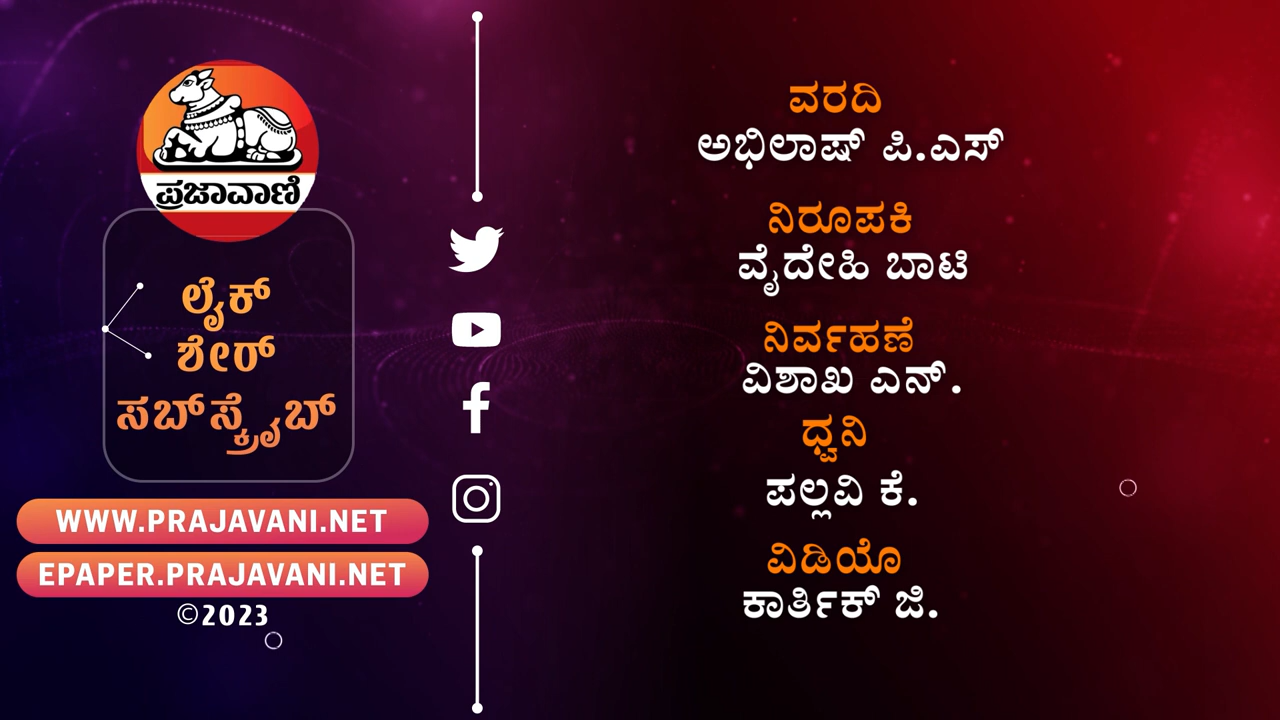 ಪ್ರಜಾವಾಣಿ
ಲೈಕ್
ಶೇರ್
ಸಬ್‌ಸ್ಕ್ರೈಬ್
WWW.PRAJAVANI.NET
EPAPER.PRAJAVANI.NET
©2023
ವರದಿ
ಅಭಿಲಾಷ್ ಪಿ.ಎಸ್
ನಿರೂಪಕಿ
ವೈದೇಹಿ ಬಾಟಿ
ನಿರ್ವಹಣೆ
ವಿಶಾಖ ಎನ್.
ಧ್ವನಿ
ಪಲ್ಲವಿ ಕೆ.
ವಿಡಿಯೊ
ಕಾರ್ತಿಕ್ ಜಿ.